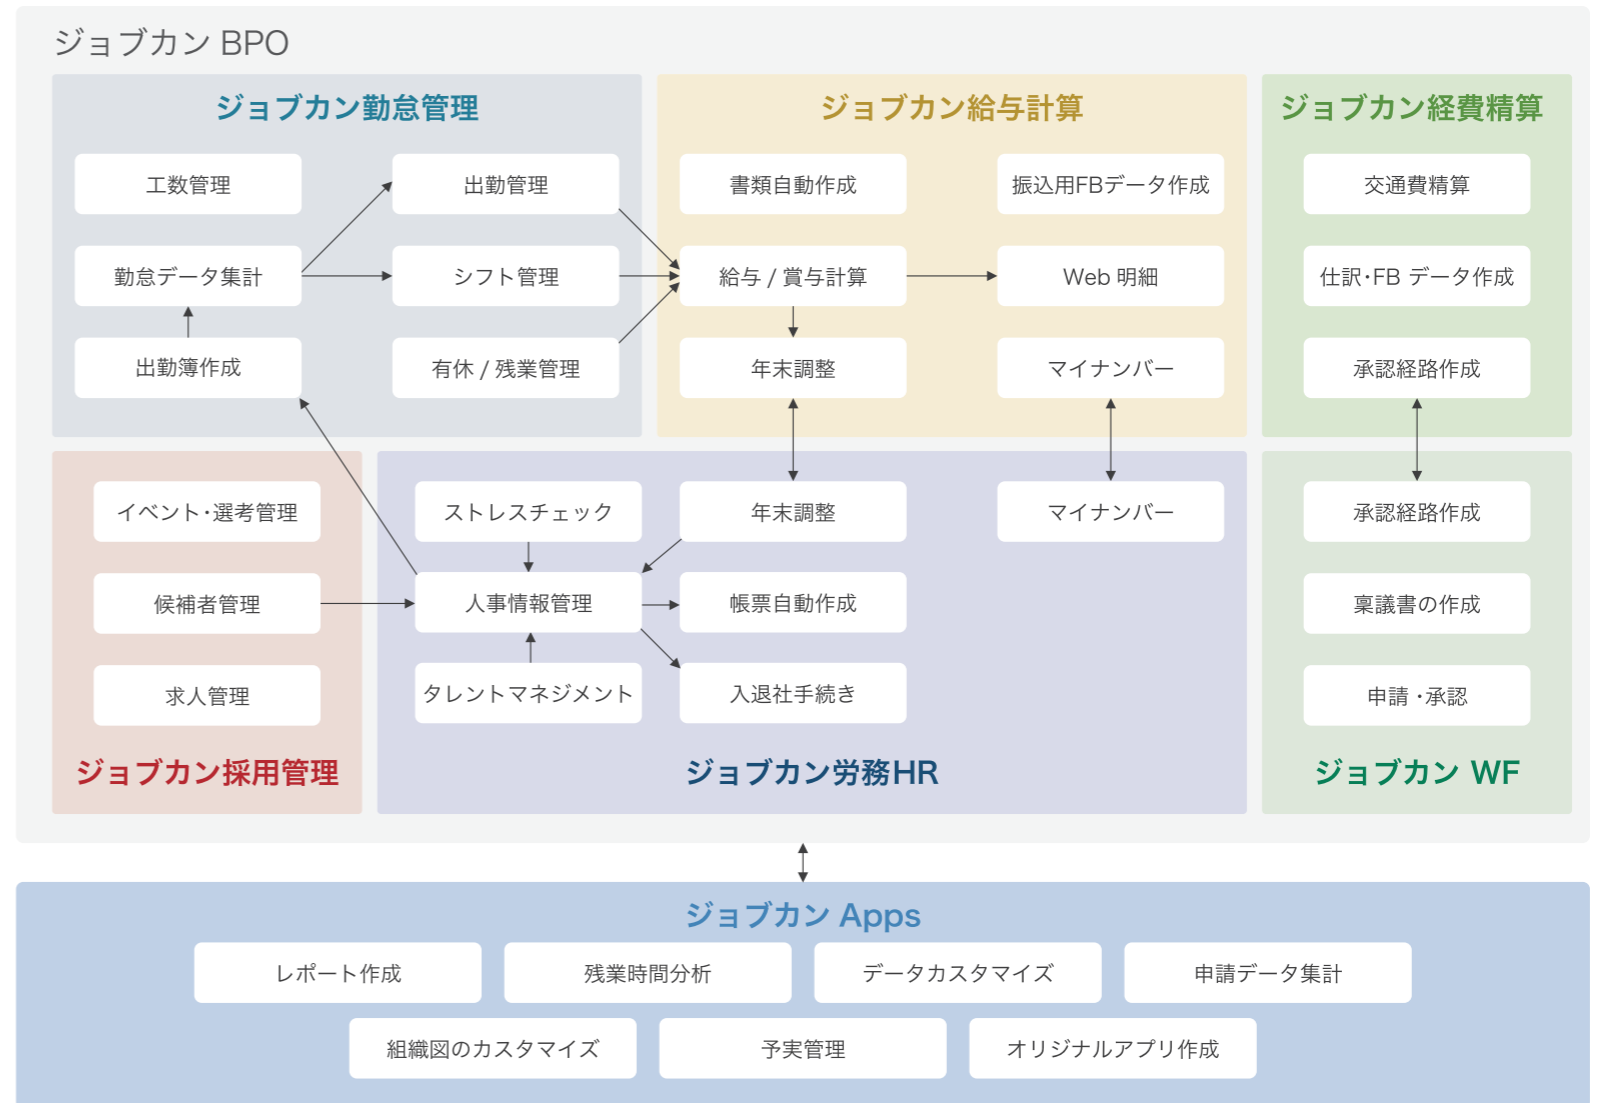 ジョブカン BPO
ジョブカン勤怠管理
工数管理
出勤管理
勤怠データ集計
シフト管理
出勤簿作成
有休 / 残業管理
ジョブカン給与計算
書類自動作成
振込用FBデータ作成
給与 / 賞与計算
Web 明細
年末調整
マイナンバー
ジョブカン経費精算
交通費精算
仕訳･FB データ作成
承認経路作成
イベント･選考管理
候補者管理
求人管理
ジョブカン採用管理
ストレスチェック
年末調整
マイナンバー
人事情報管理
帳票自動作成
タレントマネジメント
入退社手続き
ジョブカン労務HR
承認経路作成
稟議書の作成
申請 ･承認
ジョブカン WF
ジョブカン Apps
レポート作成
残業時間分析
データカスタマイズ
申請データ集計
組織図のカスタマイズ
予実管理
オリジナルアプリ作成